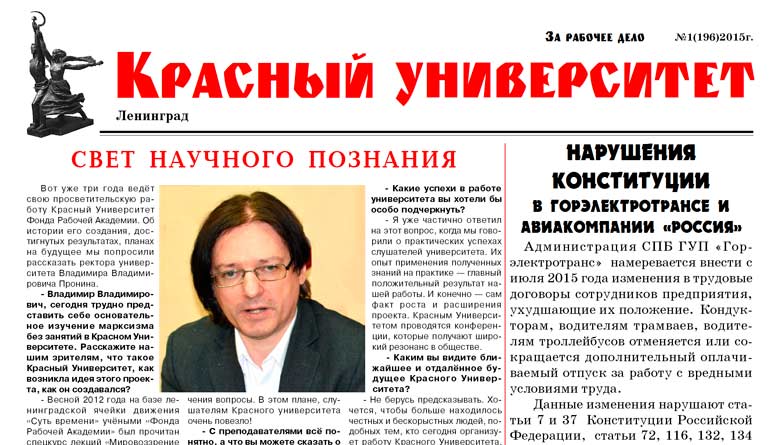 За рабочее дело №1(196)2015г.
Красный университет
Ленинград
СВЕТ НАУЧНОГО ПОЗНАНИЯ
Вот уже три года ведёт
свою просветительскую ра-
боту Красный Университет
Фонда Рабочей Академии. Об
истории его создания, дос-
тигнутых результатах, планах
на будущее мы попросили
рассказать ректора универси-
тета Владимира Владимиро-
вича Пронина.
- Владимир Владимиро-
вич, сегодня трудно пред-
ставить себе основатель-
ное изучение марксизма
без занятий в Красном Уни-
верситете. Расскажите на-
шим зрителям, что такое
Красный Университет, как
возникла идея этого проек-
та, как он создавался?
- Весной 2012 года на базе ле-
нинградской ячейки движения
«Суть времени» учёными «Фонда
Рабочей Академии» был прочитан
спецкурс лекций «Мировоззрение
чения вопросы. В этом плане, слу-
шателям Красного университета
очень повезло!
- С преподавателями всё по-
нятно, а что вы можете сказать о
- Какие успехи в работе
университета вы хотели бы
особо подчеркнуть?
- Я уже частично ответил
на этот вопрос, когда мы гово-
рили о практических успехах
слушателей университета. Их
опыт применения полученных
знаний на практике — главный
положительный результат на-
шей работы. И конечно — сам
факт роста и расширения
проекта. Красным Универси-
тетом проводятся конферен-
ции, которые получают широ-
кий резонанс в обществе.
- Каким вы видите бли-
жайшее и отдалённое бу-
дущее Красного Универ-
ситета?
- Не берусь предсказывать. Хо-
чется, чтобы больше находилось
честных и бескорыстных людей, по-
добных тем, кто сегодня организу-
ет работу Красного Университета.
НАРУШЕНИЯ
КОНСТИТУЦИИ
В ГОРЭЛЕКТРОТРАНСЕ И
АВИАКОМПАНИИ «РОССИЯ»
Администрация СПБ ГУП «Гор-
электротранс» намеревается внести с
июля 2015 года изменения в трудовые
договоры сотрудников предприятия,
ухудшающие их положение. Кондук-
торам, водителям трамваев, водите-
лям троллейбусов отменяется или со-
кращается дополнительный оплачи-
ваемый отпуск за работу с вредными
условиями труда.
Данные изменения нарушают ста-
тьи 7 и 37 Конституции Российской
Федерации, статьи 72, 116, 132, 134